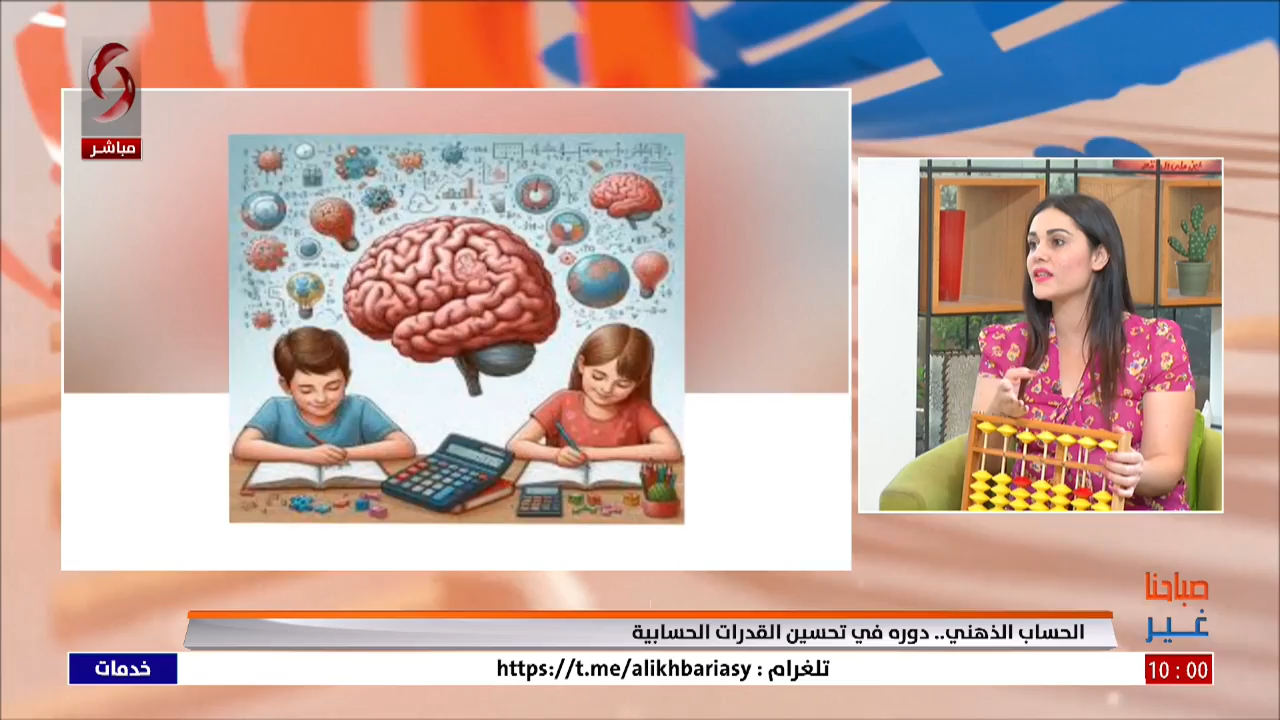 مباشر
صباحنا
غير
الحساب الذهني.. دوره في تحسين القدرات الحسابية
خدمات
تلغرام : https://t.me/alikhbariasy
10 : 00